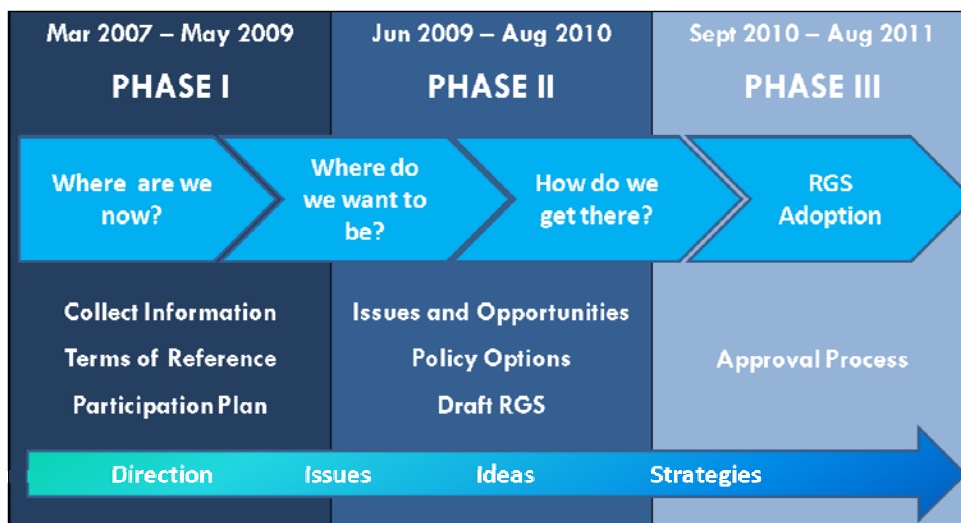 Mar 2007 – May 2009
Jun 2009 – Aug 2010
Sept 2010 – Aug 2011
PHASE I
PHASE II
PHASE III
Where are we
now?
Where do
we want to
be?
How do we
get there?
RGS
Adoption
Collect Information
Terms of Reference
Participation Plan
Issues and Opportunities
Policy Options
Draft RGS
Approval Process
Direction
Issues
Ideas
Strategies